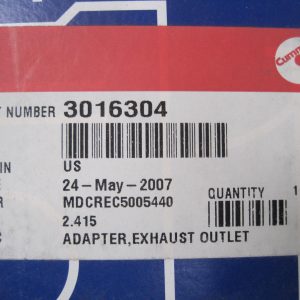 Cumm
T NUMBER 3016304
IN US
E 24-May-2007
R MDCREC5005440
2.415
QUANTITY 1
C ADAPTER,EXHAUST OUTLET